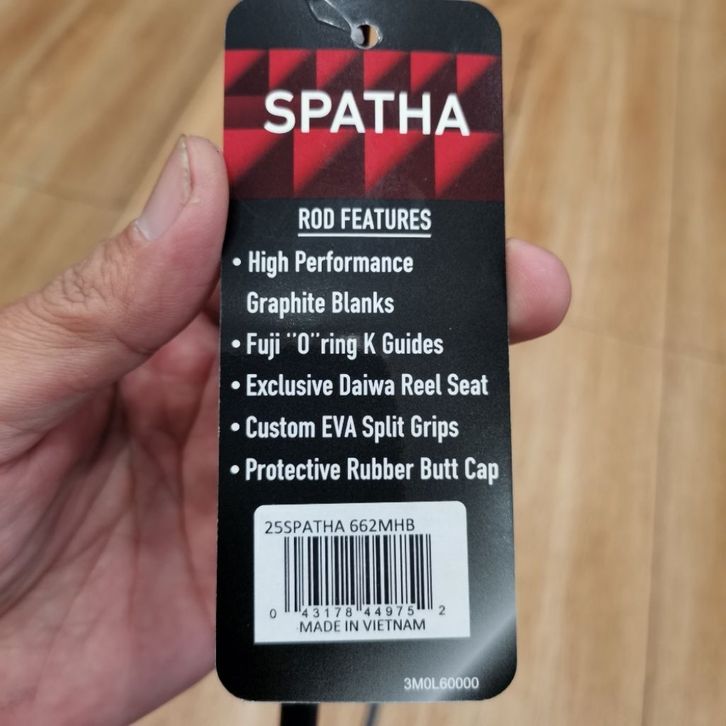 SPATHA
ROD FEATURES
• High Performance
Graphite Blanks
• Fuji "O"ring K Guides
• Exclusive Daiwa Reel Seat
• Custom EVA Split Grips
• Protective Rubber Butt Cap
25SPATHA 662MHB
0 43178 44975 2
MADE IN VIETNAM
3M0L60000